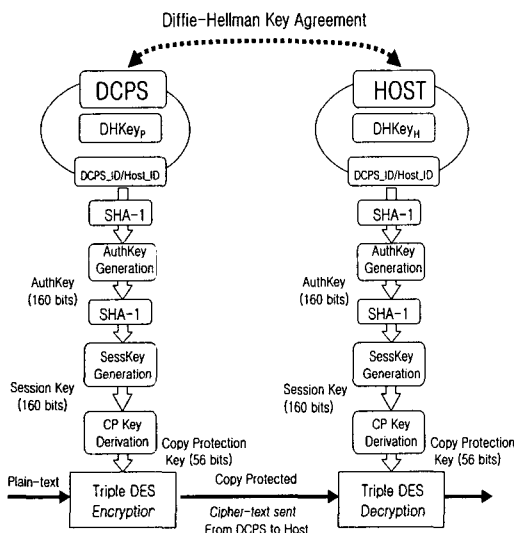 Diffie-Hellman Key Agreement
DCPS
HOST
DHKeyP
DHKeyH
DCPS_ID/Host_ID
DCPS_ID/Host_ID
SHA-1
SHA-1
AuthKey
Generation
AuthKey
Generation
AuthKey
(160 bits)
AuthKey
(160 bits)
SHA-1
SHA-1
SessKey
Generation
SessKey
Generation
Session Key
(160 bits)
Session Key
(160 bits)
CP Key
Derivation
CP Key
Derivation
Copy Protection
Key (56 bits)
Copy Protection
Key (56 bits)
Plain-text
Triple DES
Encryption
Copy Protected
Cipher-text sent
From DCPS to Host
Triple DES
Decryption